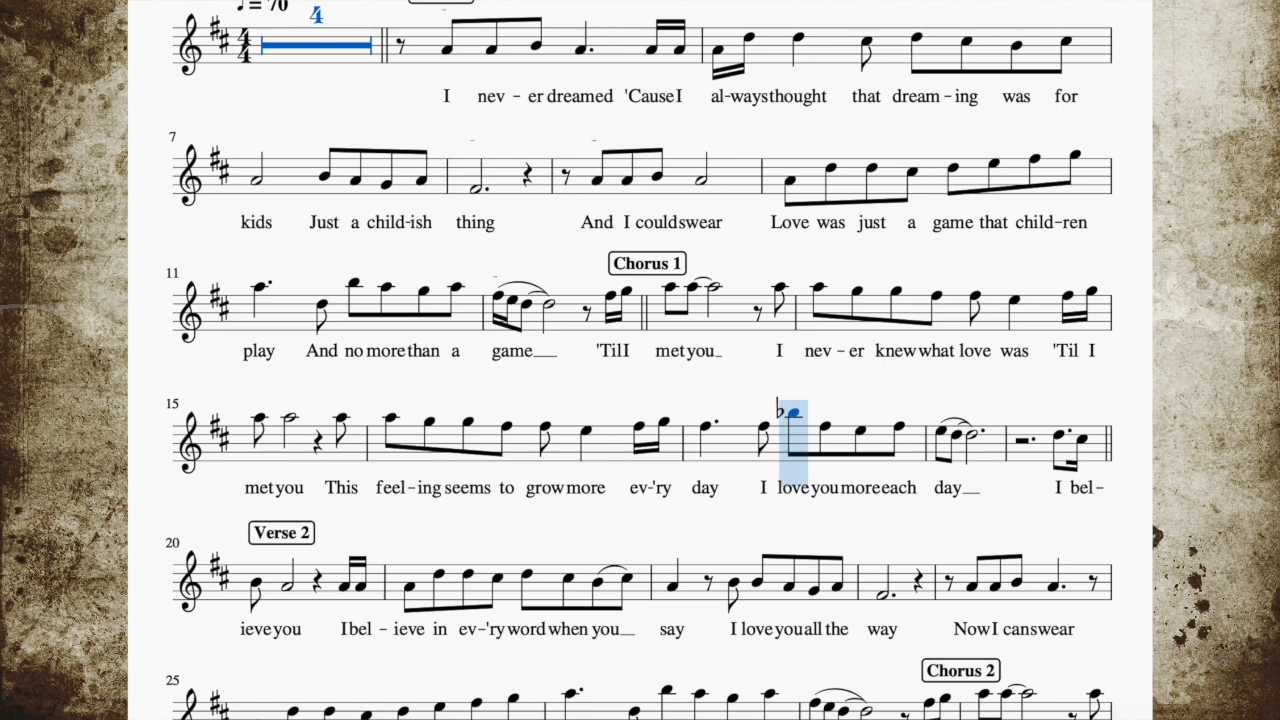 ♩ = 70
4
I nev - er dreamed 'Cause I al - ways thought that dream - ing was for
7
kids Just a child - ish thing And I could swear Love was just a game that child - ren
Chorus 1
11
play And no more than a game__ 'Til I met you_ I nev - er knew what love was 'Til I
15
met you This feel - ing seems to grow more ev - 'ry day I love you more each day__ I bel -
Verse 2
20
ieve you I bel - ieve in ev - 'ry word when you__ say I love you all the way Now I can swear
Chorus 2
25